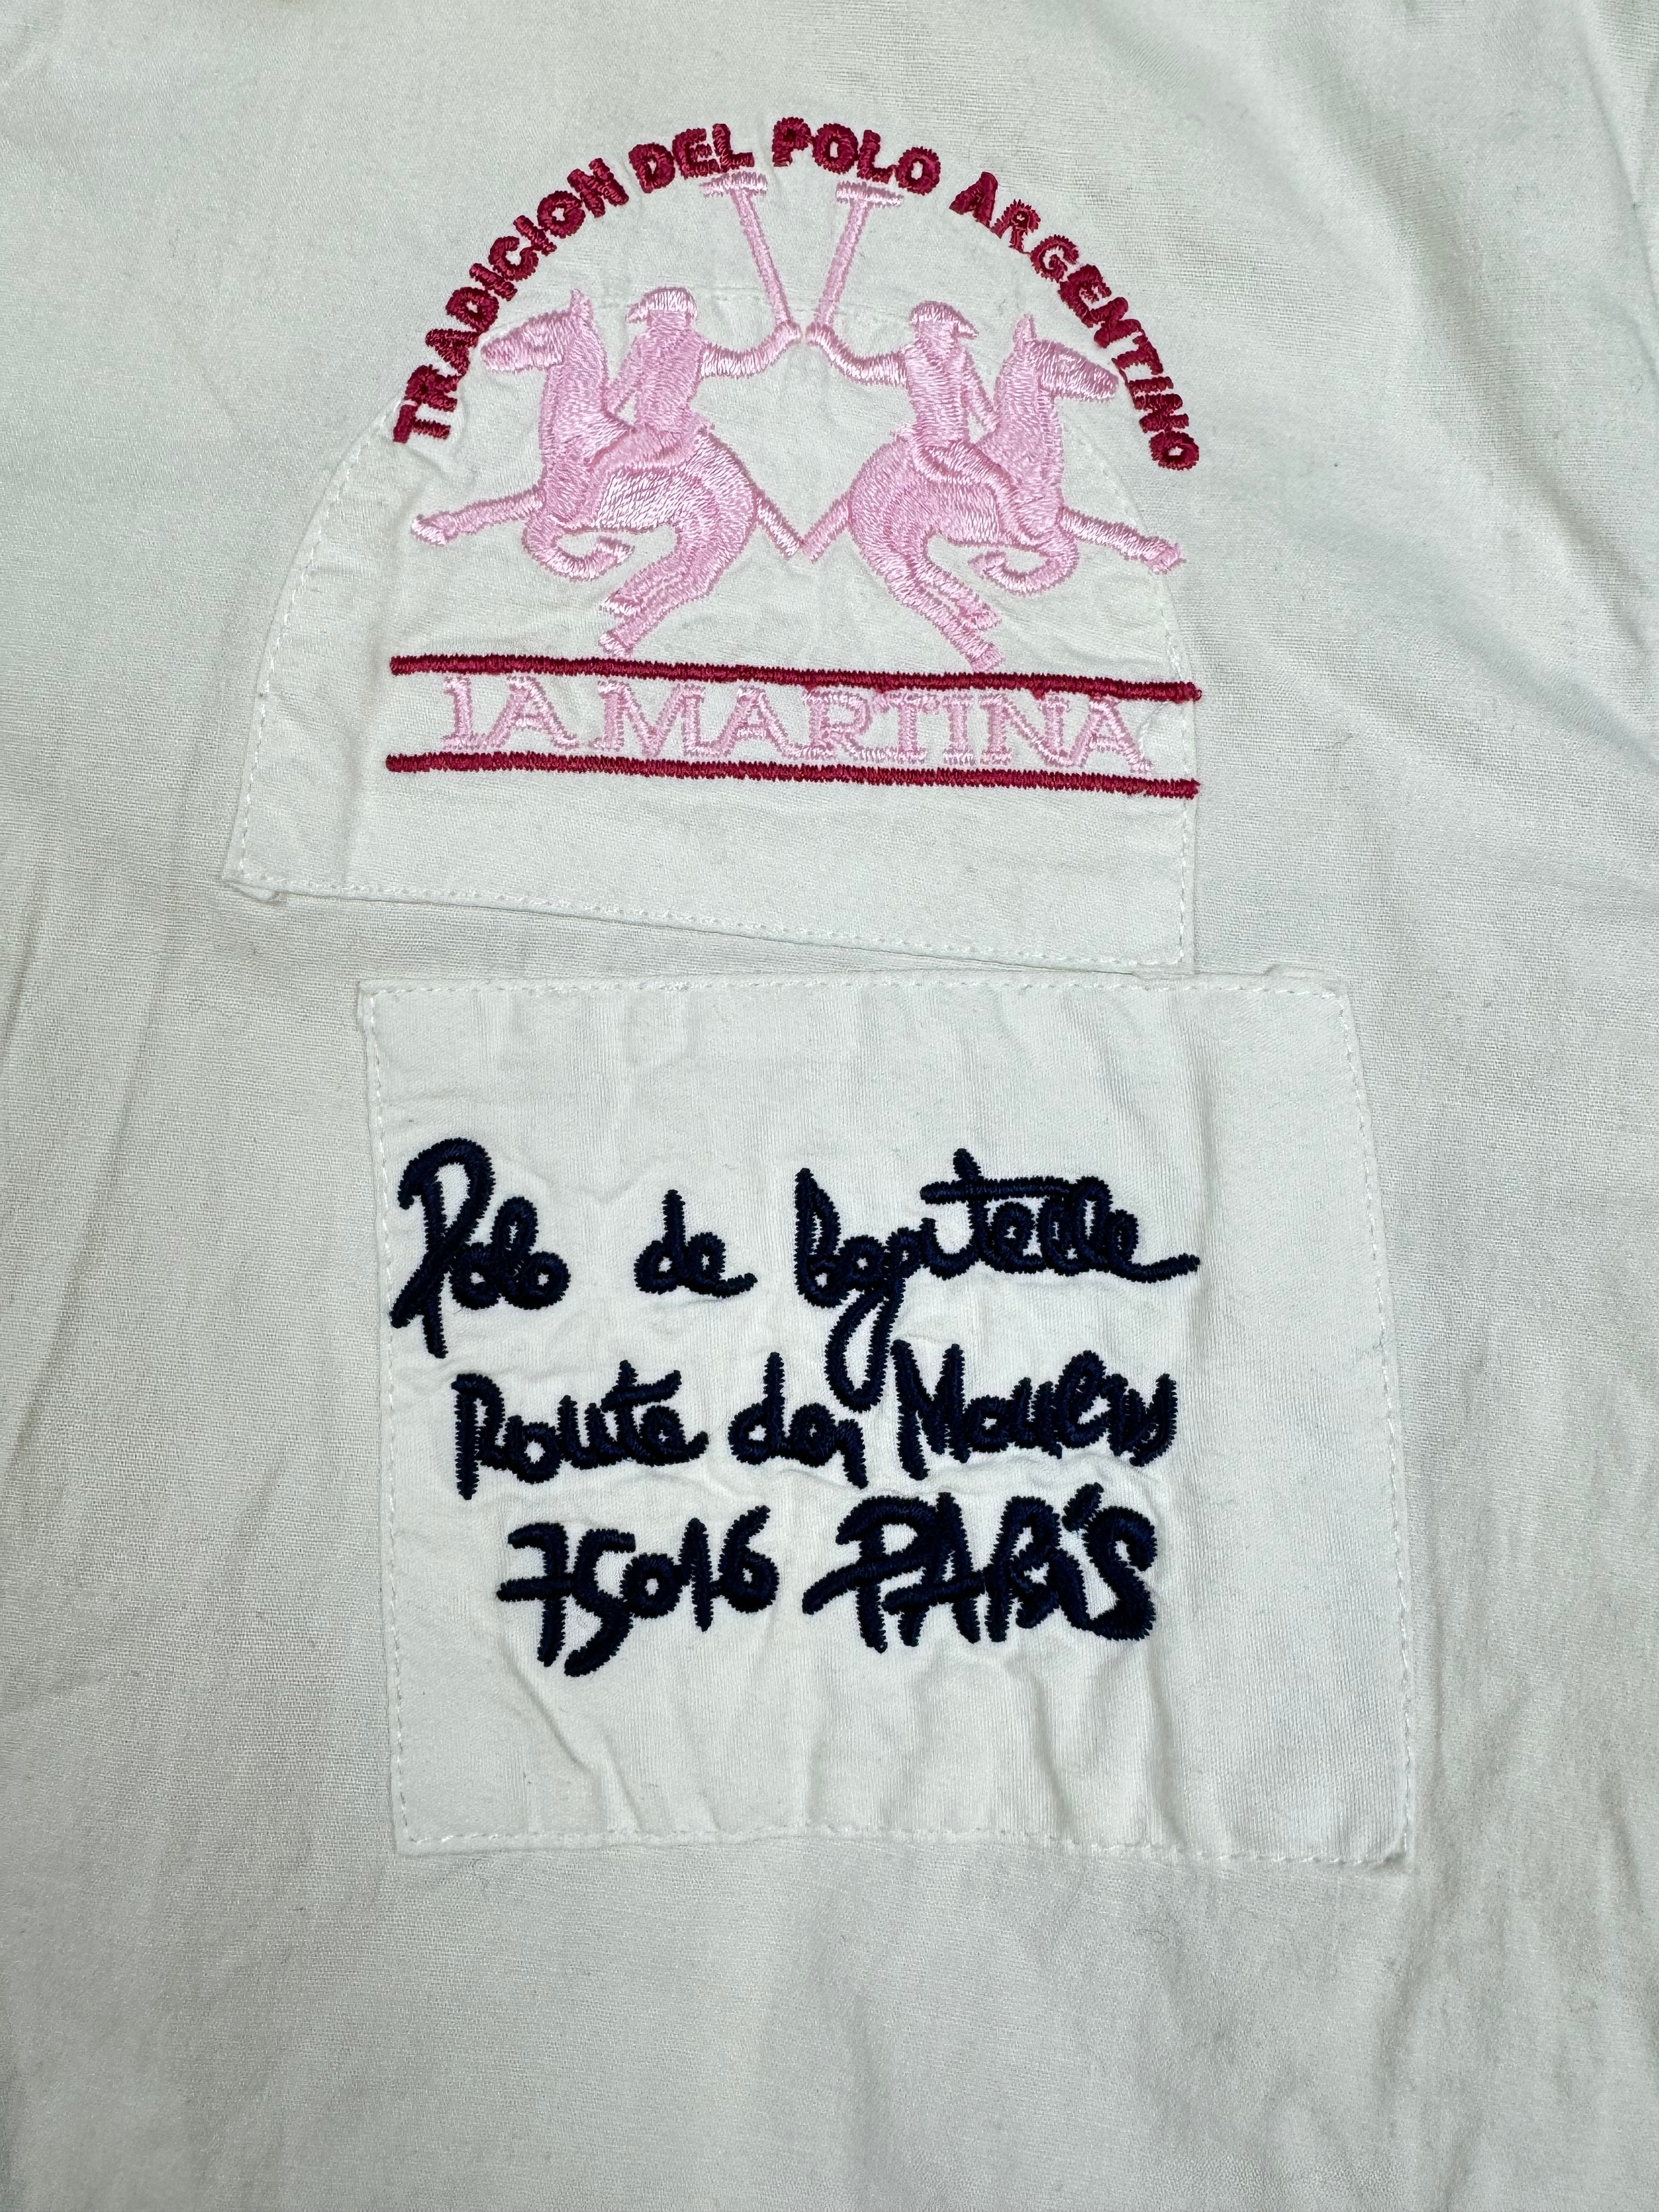 TRADICION DEL POLO ARGENTINO
LA MARTINA
Polo de Bagatelle
Route des Moulins
75016 PARIS